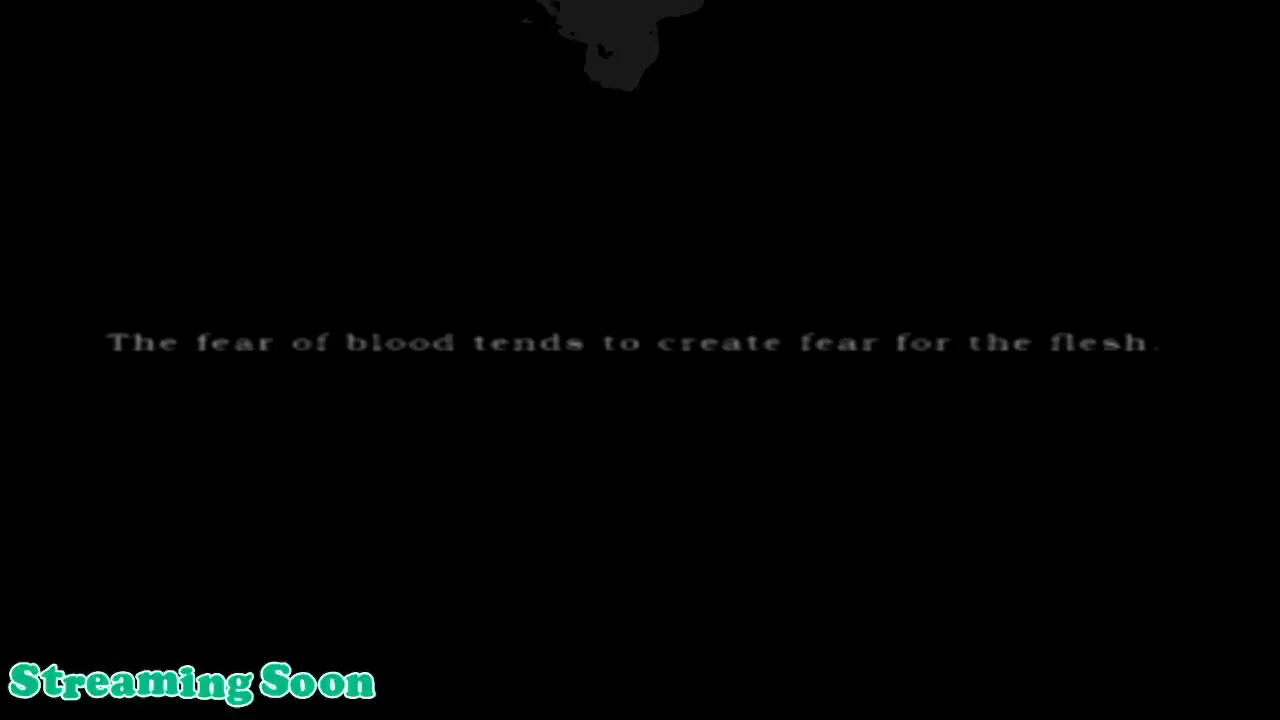 The fear of blood tends to create fear for the flesh.
Streaming Soon